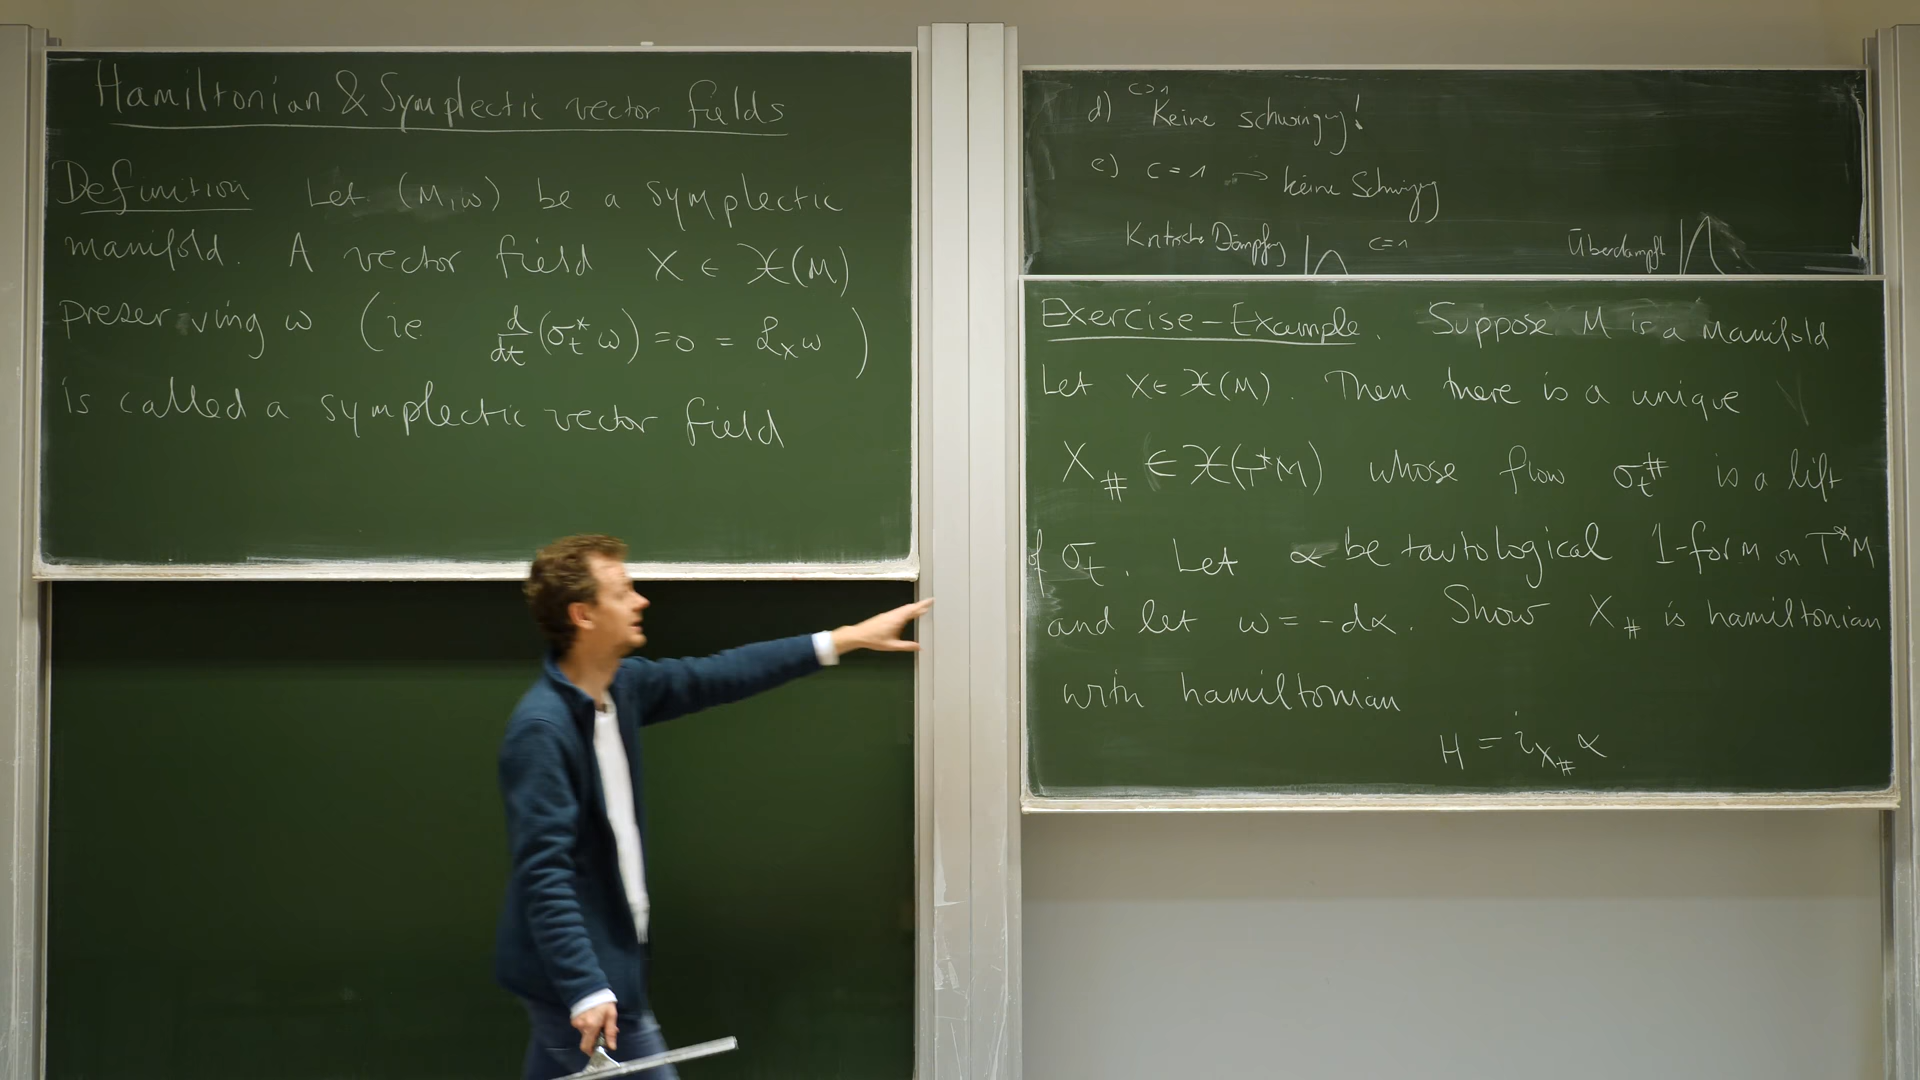 Hamiltonian & Symplectic vector fields
Definition Let (M,ω) be a symplectic
manifold. A vector field X ∈ 𝔛(M)
preserving ω (ie d/dt(σ_t^* ω) = 0 = ℒ_X ω)
is called a symplectic vector field
c>1
d) Keine schwingung!
e) c = 1 → keine Schwingung
Kritische Dämpfung c=1 Überdämpft
Exercise - Example. Suppose M is a manifold
Let X ∈ 𝔛(M). Then there is a unique
X_# ∈ 𝔛(T*M) whose flow σ_t^# is a lift
of σ_t. Let α be tautological 1-form on T*M
and let ω = -dα. Show X_# is hamiltonian
with hamiltonian
H = i_{X_#} α.